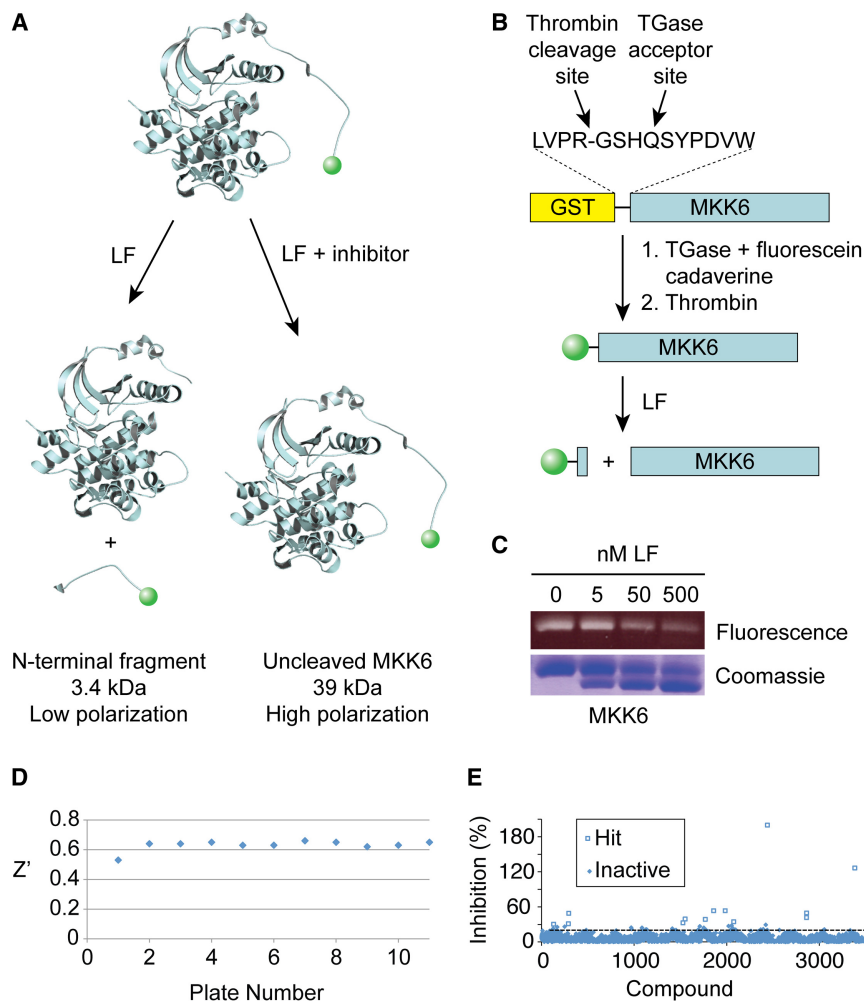 A
LF
LF + inhibitor
+
N-terminal fragment
3.4 kDa
Low polarization
Uncleaved MKK6
39 kDa
High polarization
B
Thrombin
cleavage
site
TGase
acceptor
site
LVPR-GSHQSYPDVW
GST
MKK6
1. TGase + fluorescein
cadaverine
2. Thrombin
MKK6
LF
+
MKK6
C
nM LF
0 5 50 500
Fluorescence
Coomassie
MKK6
D
0.8
0.6
0.4
0.2
0
Z’
0 2 4 6 8 10
Plate Number
E
180
120
60
0
Inhibition (%)
Hit
Inactive
0 1000 2000 3000
Compound